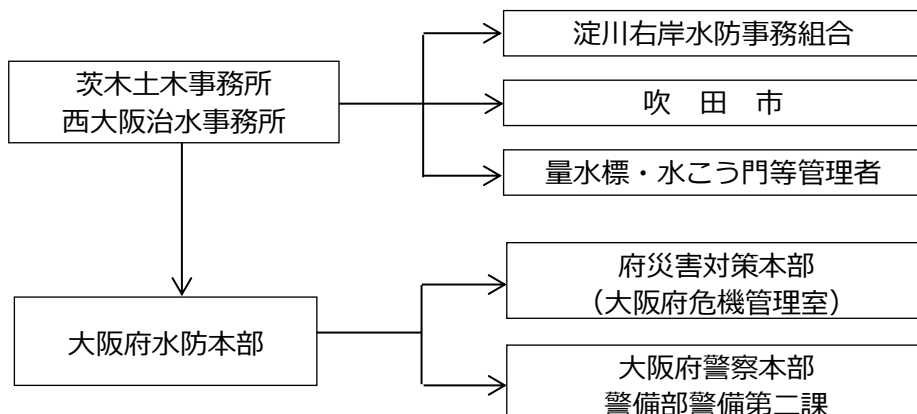 淀川右岸水防事務組合
茨木土木事務所
西大阪治水事務所
吹　田　市
量水標・水こう門等管理者
府災害対策本部
（大阪府危機管理室）
大阪府水防本部
大阪府警察本部
警備部警備第二課